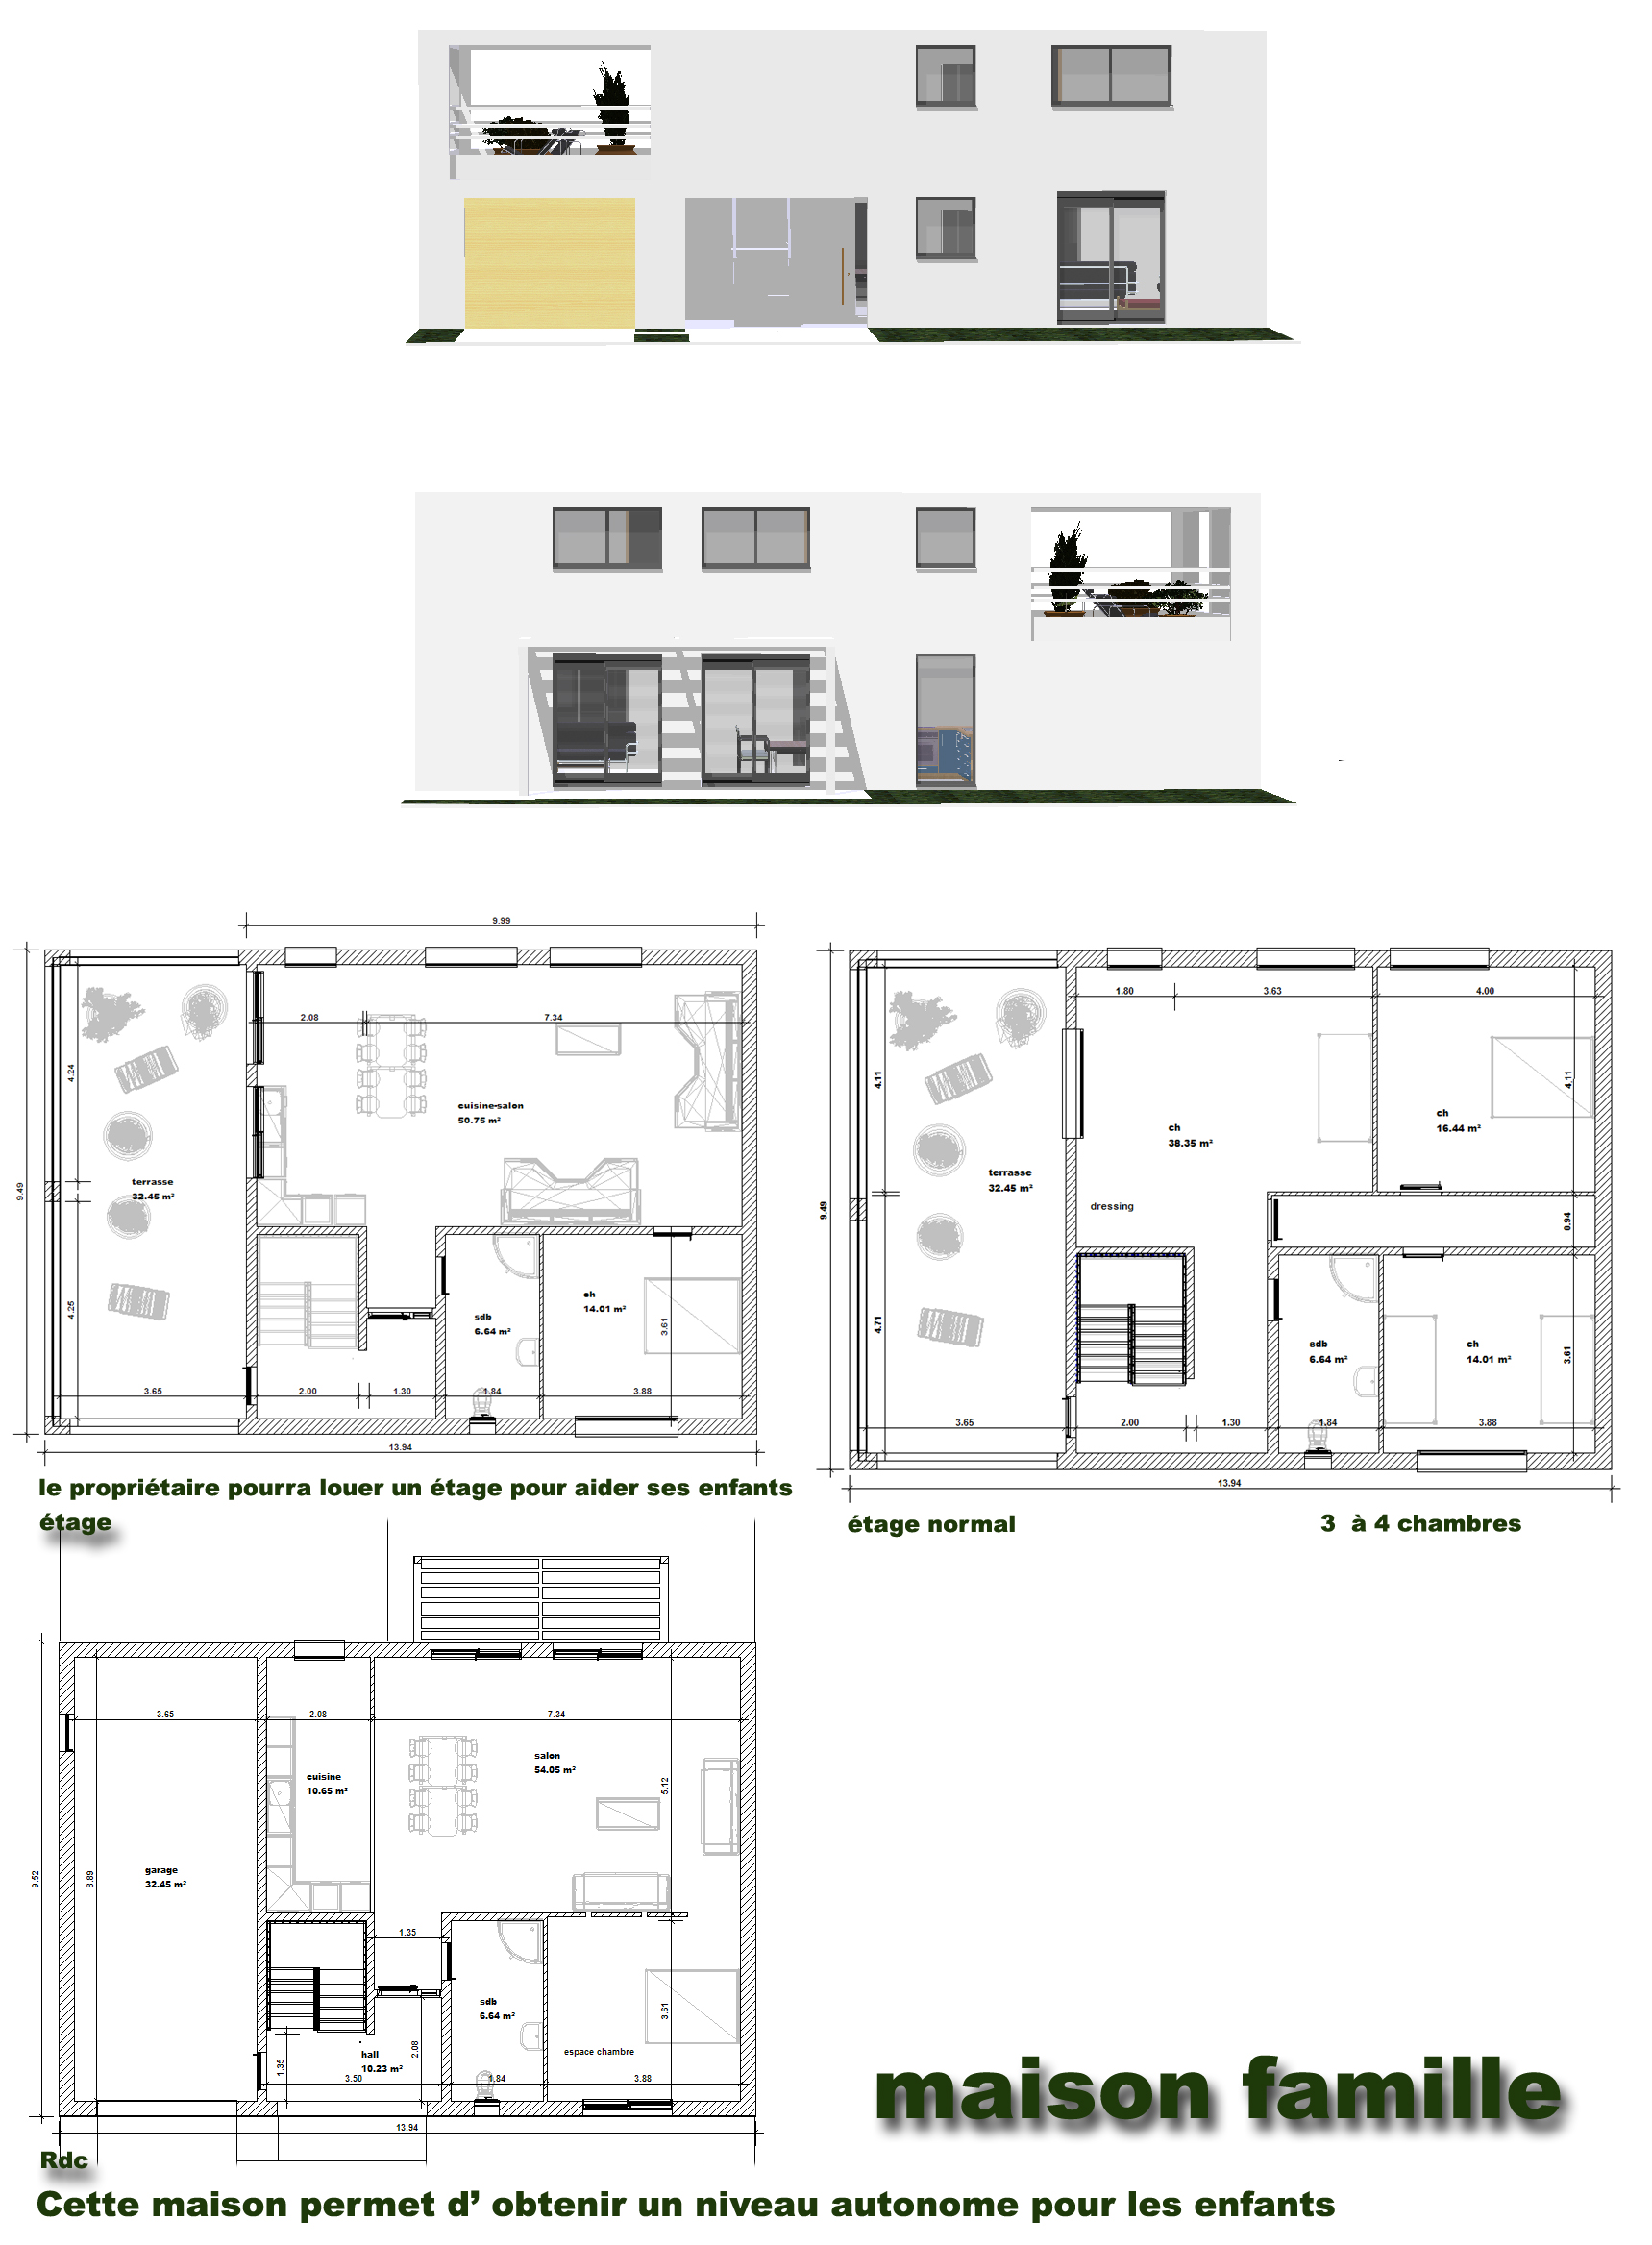 9.99
9.49
2.08
7.34
4.24
cuisine-salon
50.75 m²
terrasse
32.45 m²
4.25
ch
14.01 m²
3.61
sdb
6.64 m²
3.65
2.00
1.30
1.84
3.88
13.94
le propriétaire pourra louer un étage pour aider ses enfants
étage
9.49
1.80
3.63
4.00
4.11
4.11
ch
16.44 m²
ch
38.35 m²
terrasse
32.45 m²
dressing
0.94
4.71
sdb
6.64 m²
ch
14.01 m²
3.61
3.65
2.00
1.30
1.84
3.88
13.94
étage normal
3 à 4 chambres
3.65
2.08
7.34
salon
54.05 m²
cuisine
10.65 m²
5.12
garage
32.45 m²
9.52
8.89
1.35
sdb
6.64 m²
3.61
hall
10.23 m²
2.08
1.35
espace chambre
3.50
1.84
3.88
13.94
maison famille
Rdc
Cette maison permet d’ obtenir un niveau autonome pour les enfants